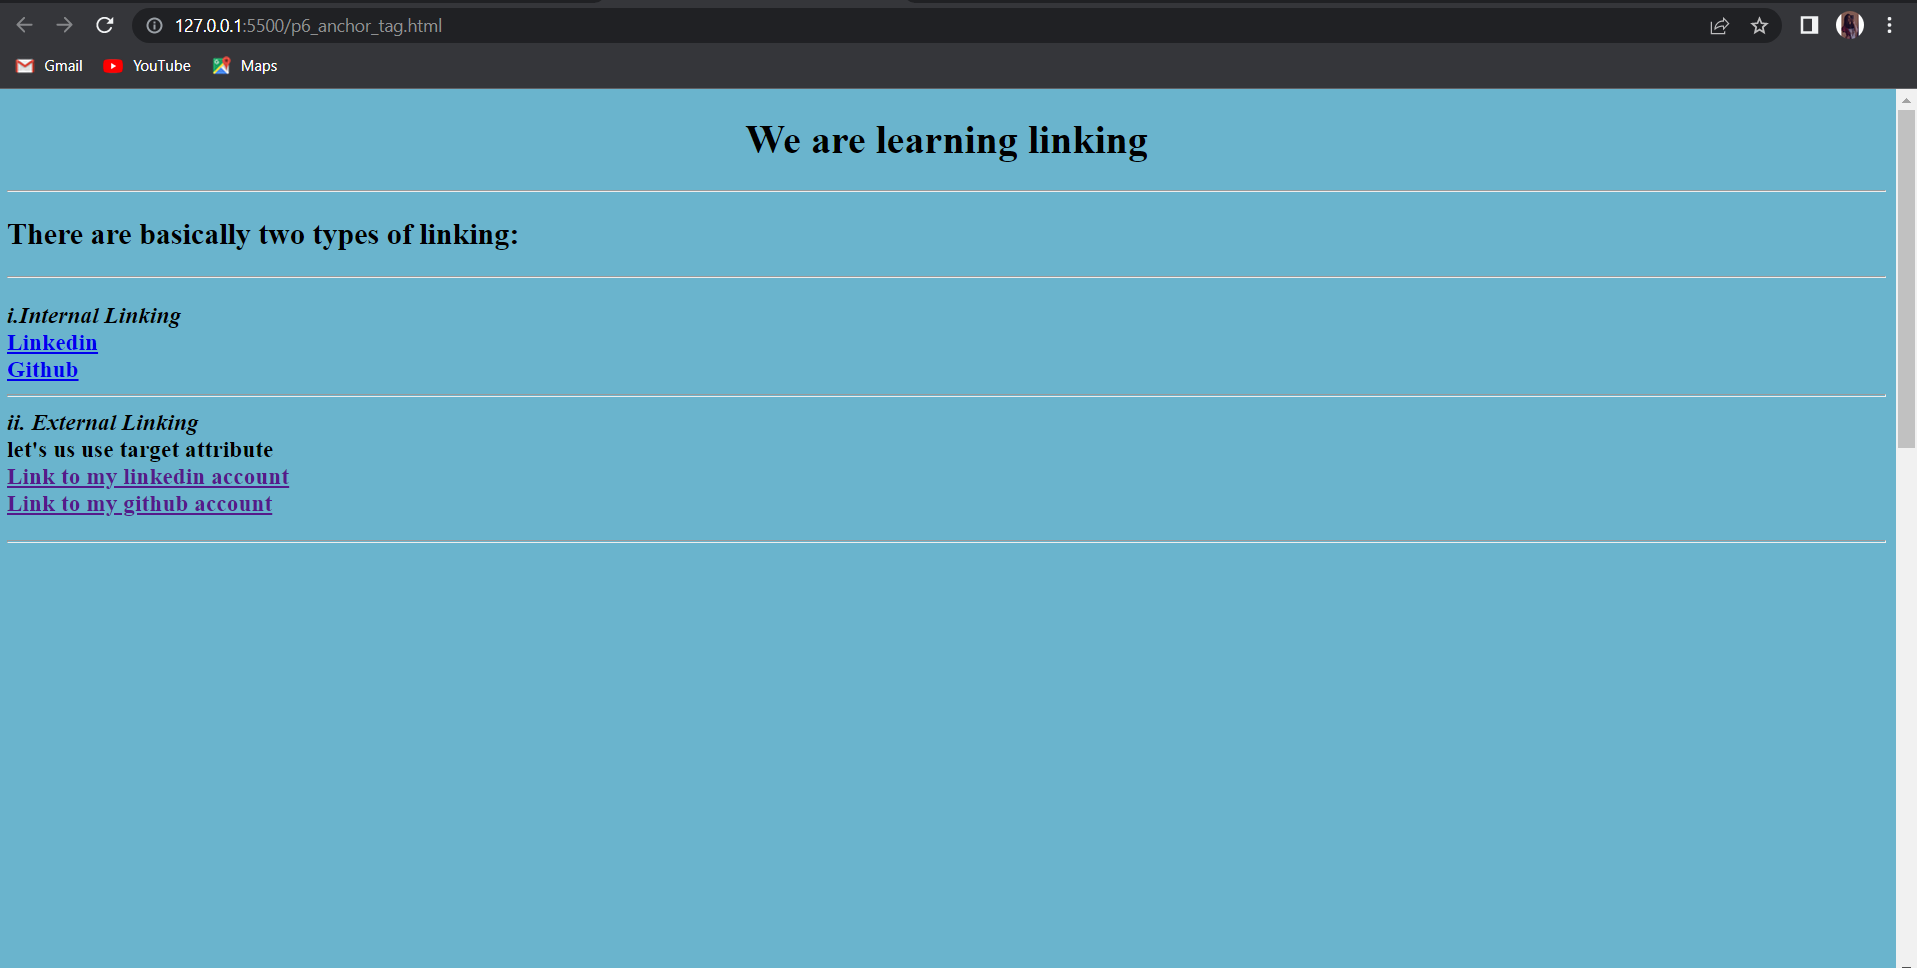 127.0.0.1:5500/p6_anchor_tag.html
Gmail YouTube Maps
We are learning linking
There are basically two types of linking:
i.Internal Linking
Linkedin
Github
ii. External Linking
let's us use target attribute
Link to my linkedin account
Link to my github account